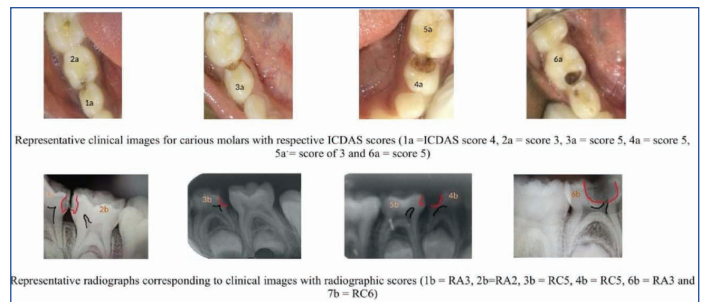 2a
1a
3a
5a
4a
6a
Representative clinical images for carious molars with respective ICDAS scores (1a =ICDAS score 4, 2a = score 3, 3a = score 5, 4a = score 5,
5a = score of 3 and 6a = score 5)
2b
3b
5b
4b
6b
Representative radiographs corresponding to clinical images with radiographic scores (1b = RA3, 2b=RA2, 3b = RC5, 4b = RC5, 6b = RA3 and
7b = RC6)